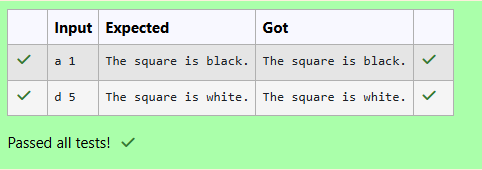 Input Expected Got
a 1 The square is black. The square is black.
d 5 The square is white. The square is white.
Passed all tests!